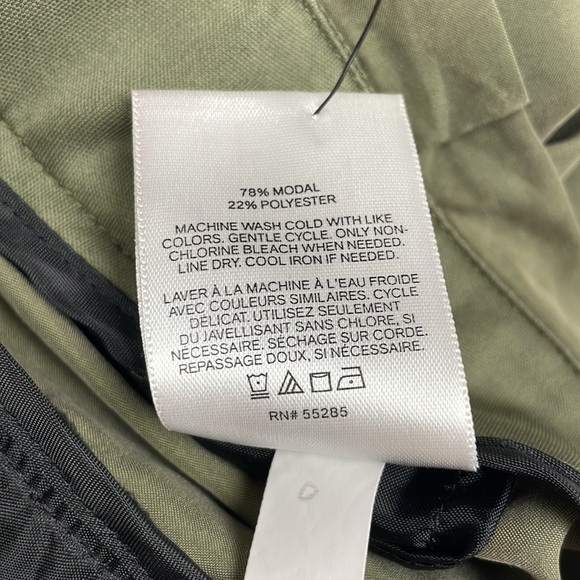 78% MODAL
22% POLYESTER
MACHINE WASH COLD WITH LIKE
COLORS. GENTLE CYCLE. ONLY NON-
CHLORINE BLEACH WHEN NEEDED.
LINE DRY. COOL IRON IF NEEDED.
LAVER À LA MACHINE À L'EAU FROIDE
AVEC COULEURS SIMILAIRES. CYCLE
DÉLICAT. UTILISEZ SEULEMENT
DU JAVELLISANT SANS CHLORE, SI
NÉCESSAIRE. SÉCHAGE SUR CORDE.
REPASSAGE DOUX, SI NÉCESSAIRE.
RN# 55285